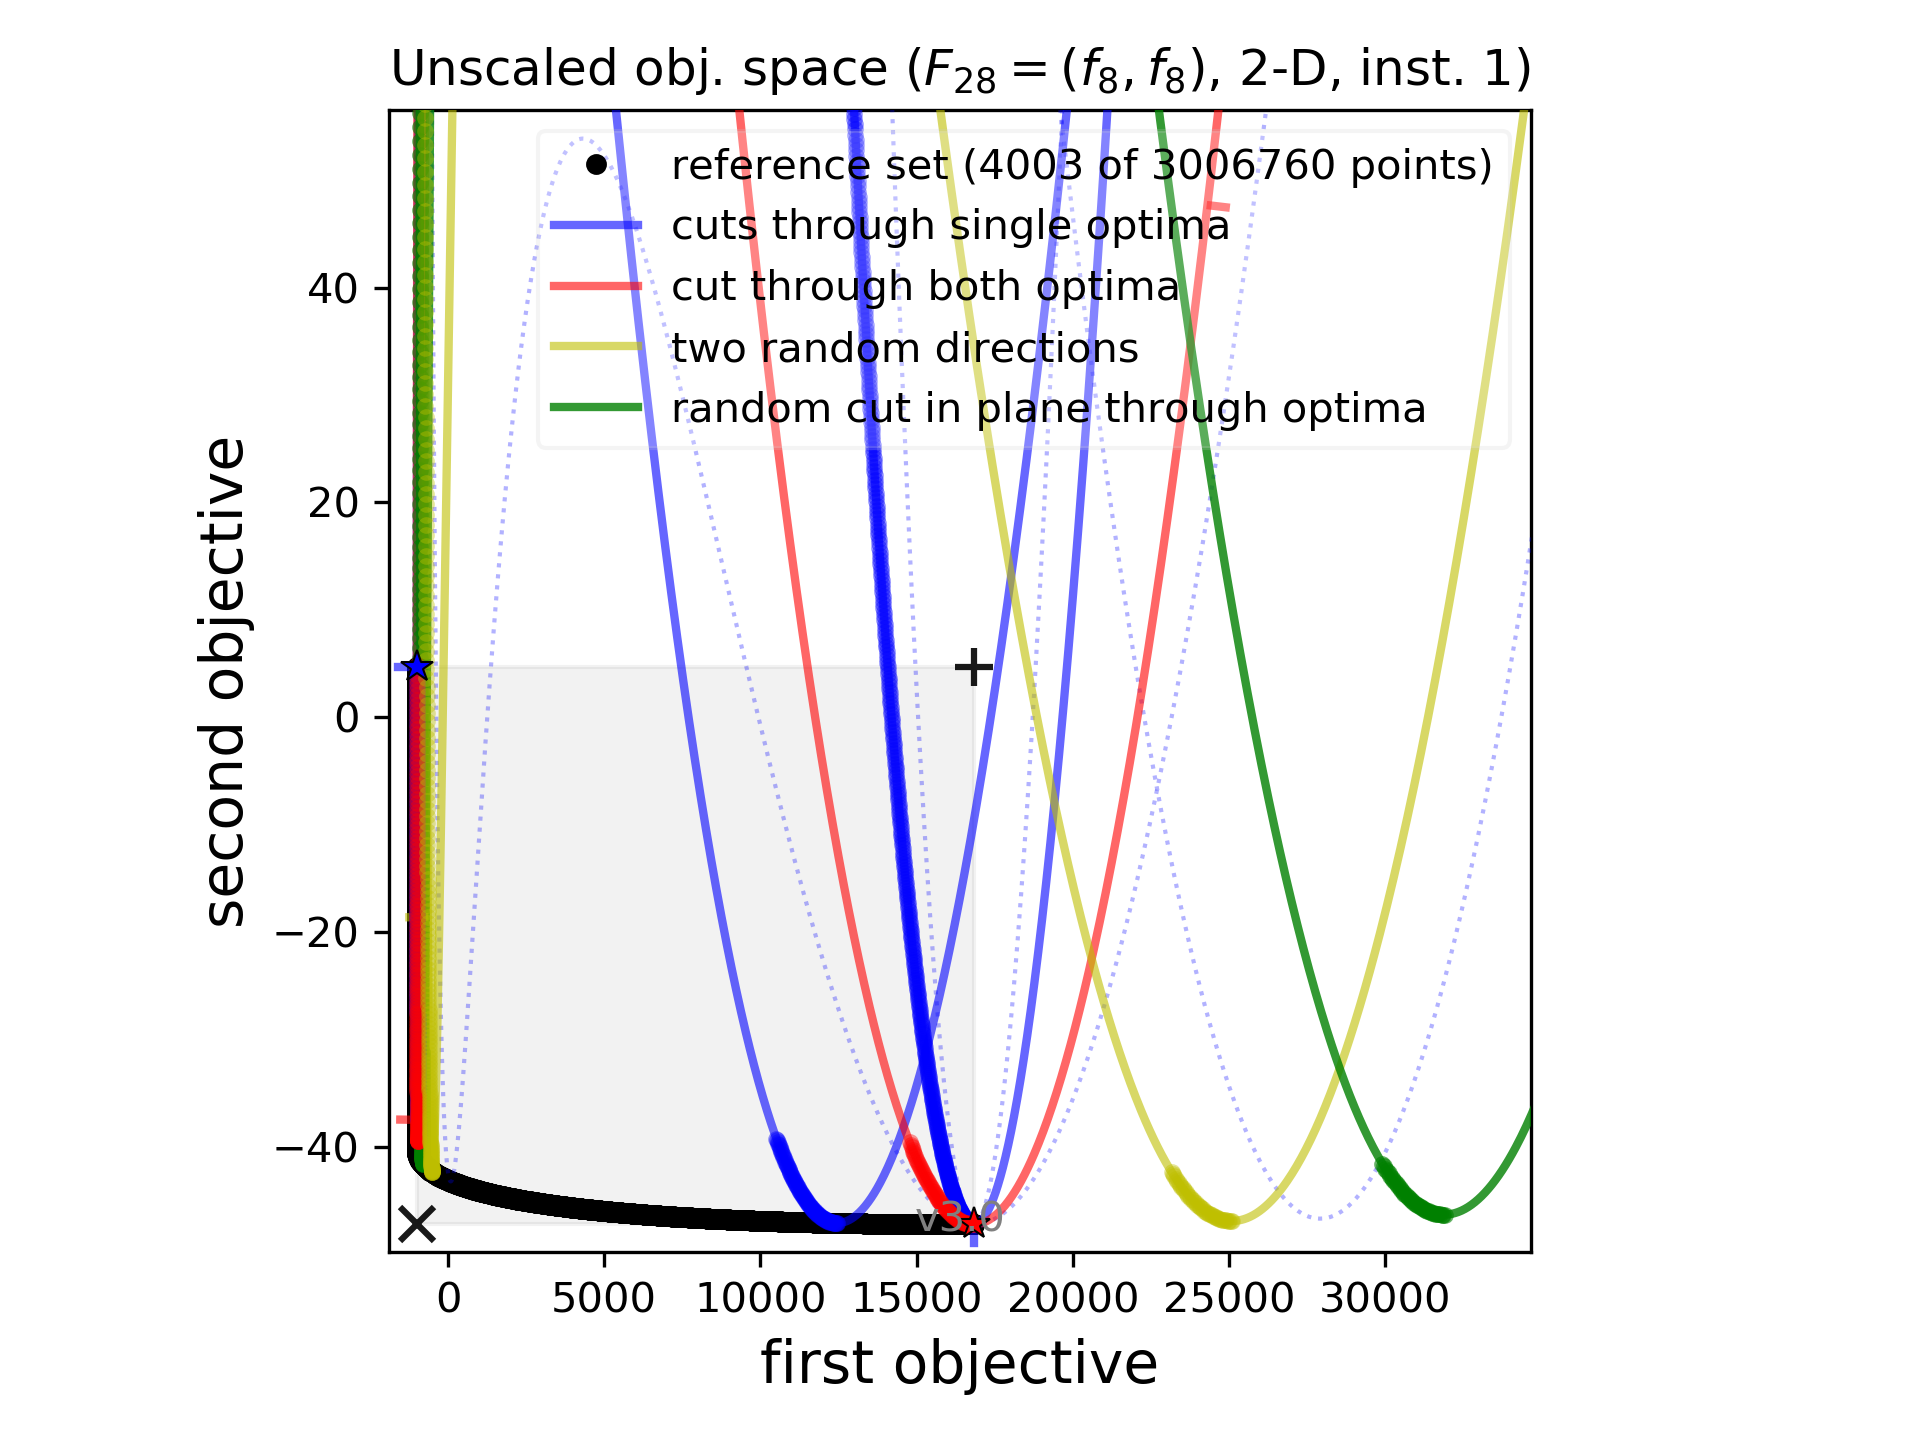 Unscaled obj. space (F28 = (f8, f8), 2-D, inst. 1)
reference set (4003 of 3006760 points)
cuts through single optima
cut through both optima
two random directions
random cut in plane through optima
second objective
40
20
0
−20
−40
v3.0
0 5000 10000 15000 20000 25000 30000
first objective